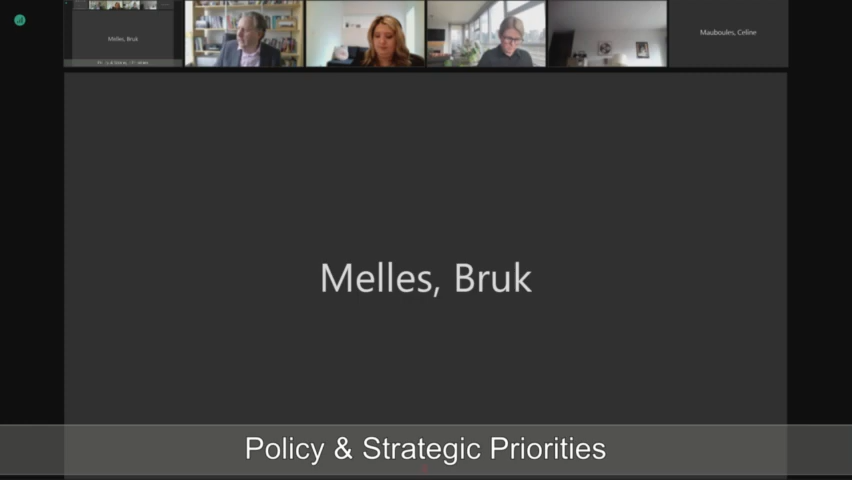 Melles, Bruk
Mauboules, Celine
Melles, Bruk
Policy & Strategic Priorities